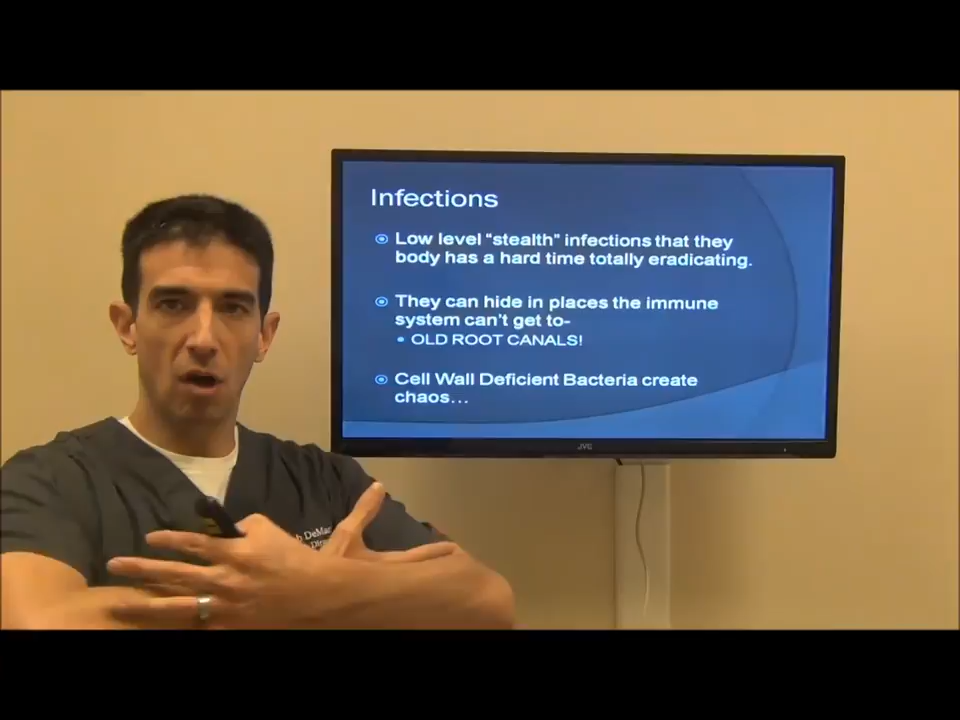 Infections
Low level “stealth” infections that they
body has a hard time totally eradicating.
They can hide in places the immune
system can’t get to-
OLD ROOT CANALS!
Cell Wall Deficient Bacteria create
chaos…
JVC